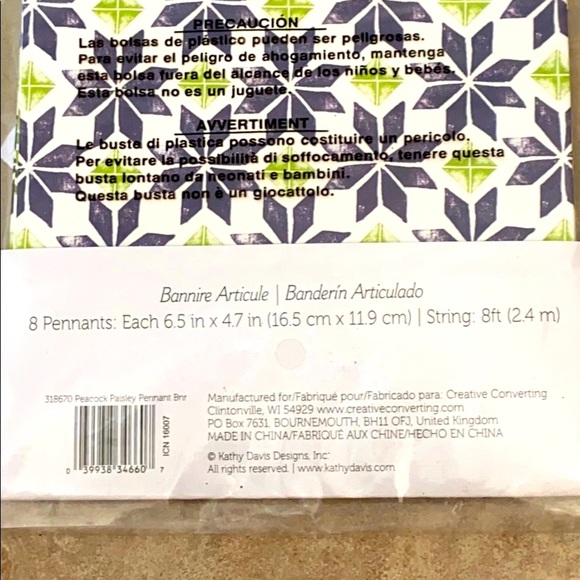 PRECAUCIÓN
Las bolsas de plástico pueden ser peligrosas.
Para evitar el peligro de ahogamiento, mantenga
esta bolsa fuera del alcance de los niños y bebés.
Esta bolsa no es un juguete.
AVVERTIMENT
Le busta di plastica possono costituire un pericolo.
Per evitare la possibilità di soffocamento, tenere questa
busta lontano da neonati e bambini.
Questa busta non è un giocattolo.
Bannire Articule | Banderín Articulado
8 Pennants: Each 6.5 in x 4.7 in (16.5 cm x 11.9 cm) | String: 8ft (2.4 m)
318670 Peacock Paisley Pennant Bnr
ICN 16007
0 39938 34660 7
Manufactured for/Fabriqué pour/Fabricado para: Creative Converting
Clintonville, WI 54929 www.creativeconverting.com
PO Box 7631. BOURNEMOUTH, BH11 OFJ, United Kingdom
MADE IN CHINA/FABRIQUÉ AUX CHINE/HECHO EN CHINA
© Kathy Davis Designs, Inc.
All rights reserved. | www.kathydavis.com